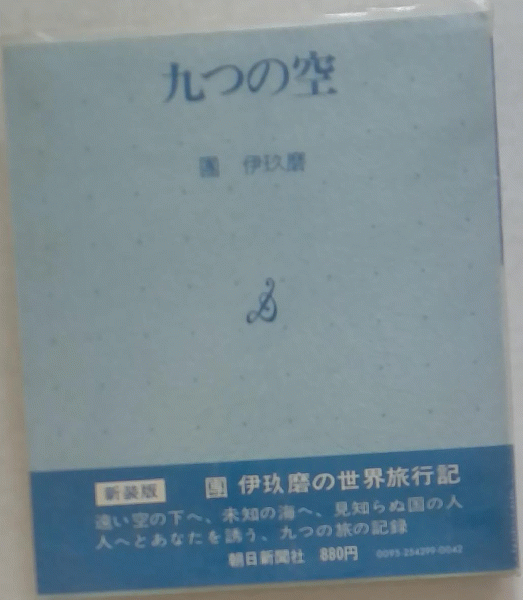 九つの空
團 伊玖磨
新装版 團 伊玖磨の世界旅行記
遠い空の下へ、未知の海へ、見知らぬ国の人
人へとあなたを誘う、九つの旅の記録
朝日新聞社 880円 0095-254399-0042